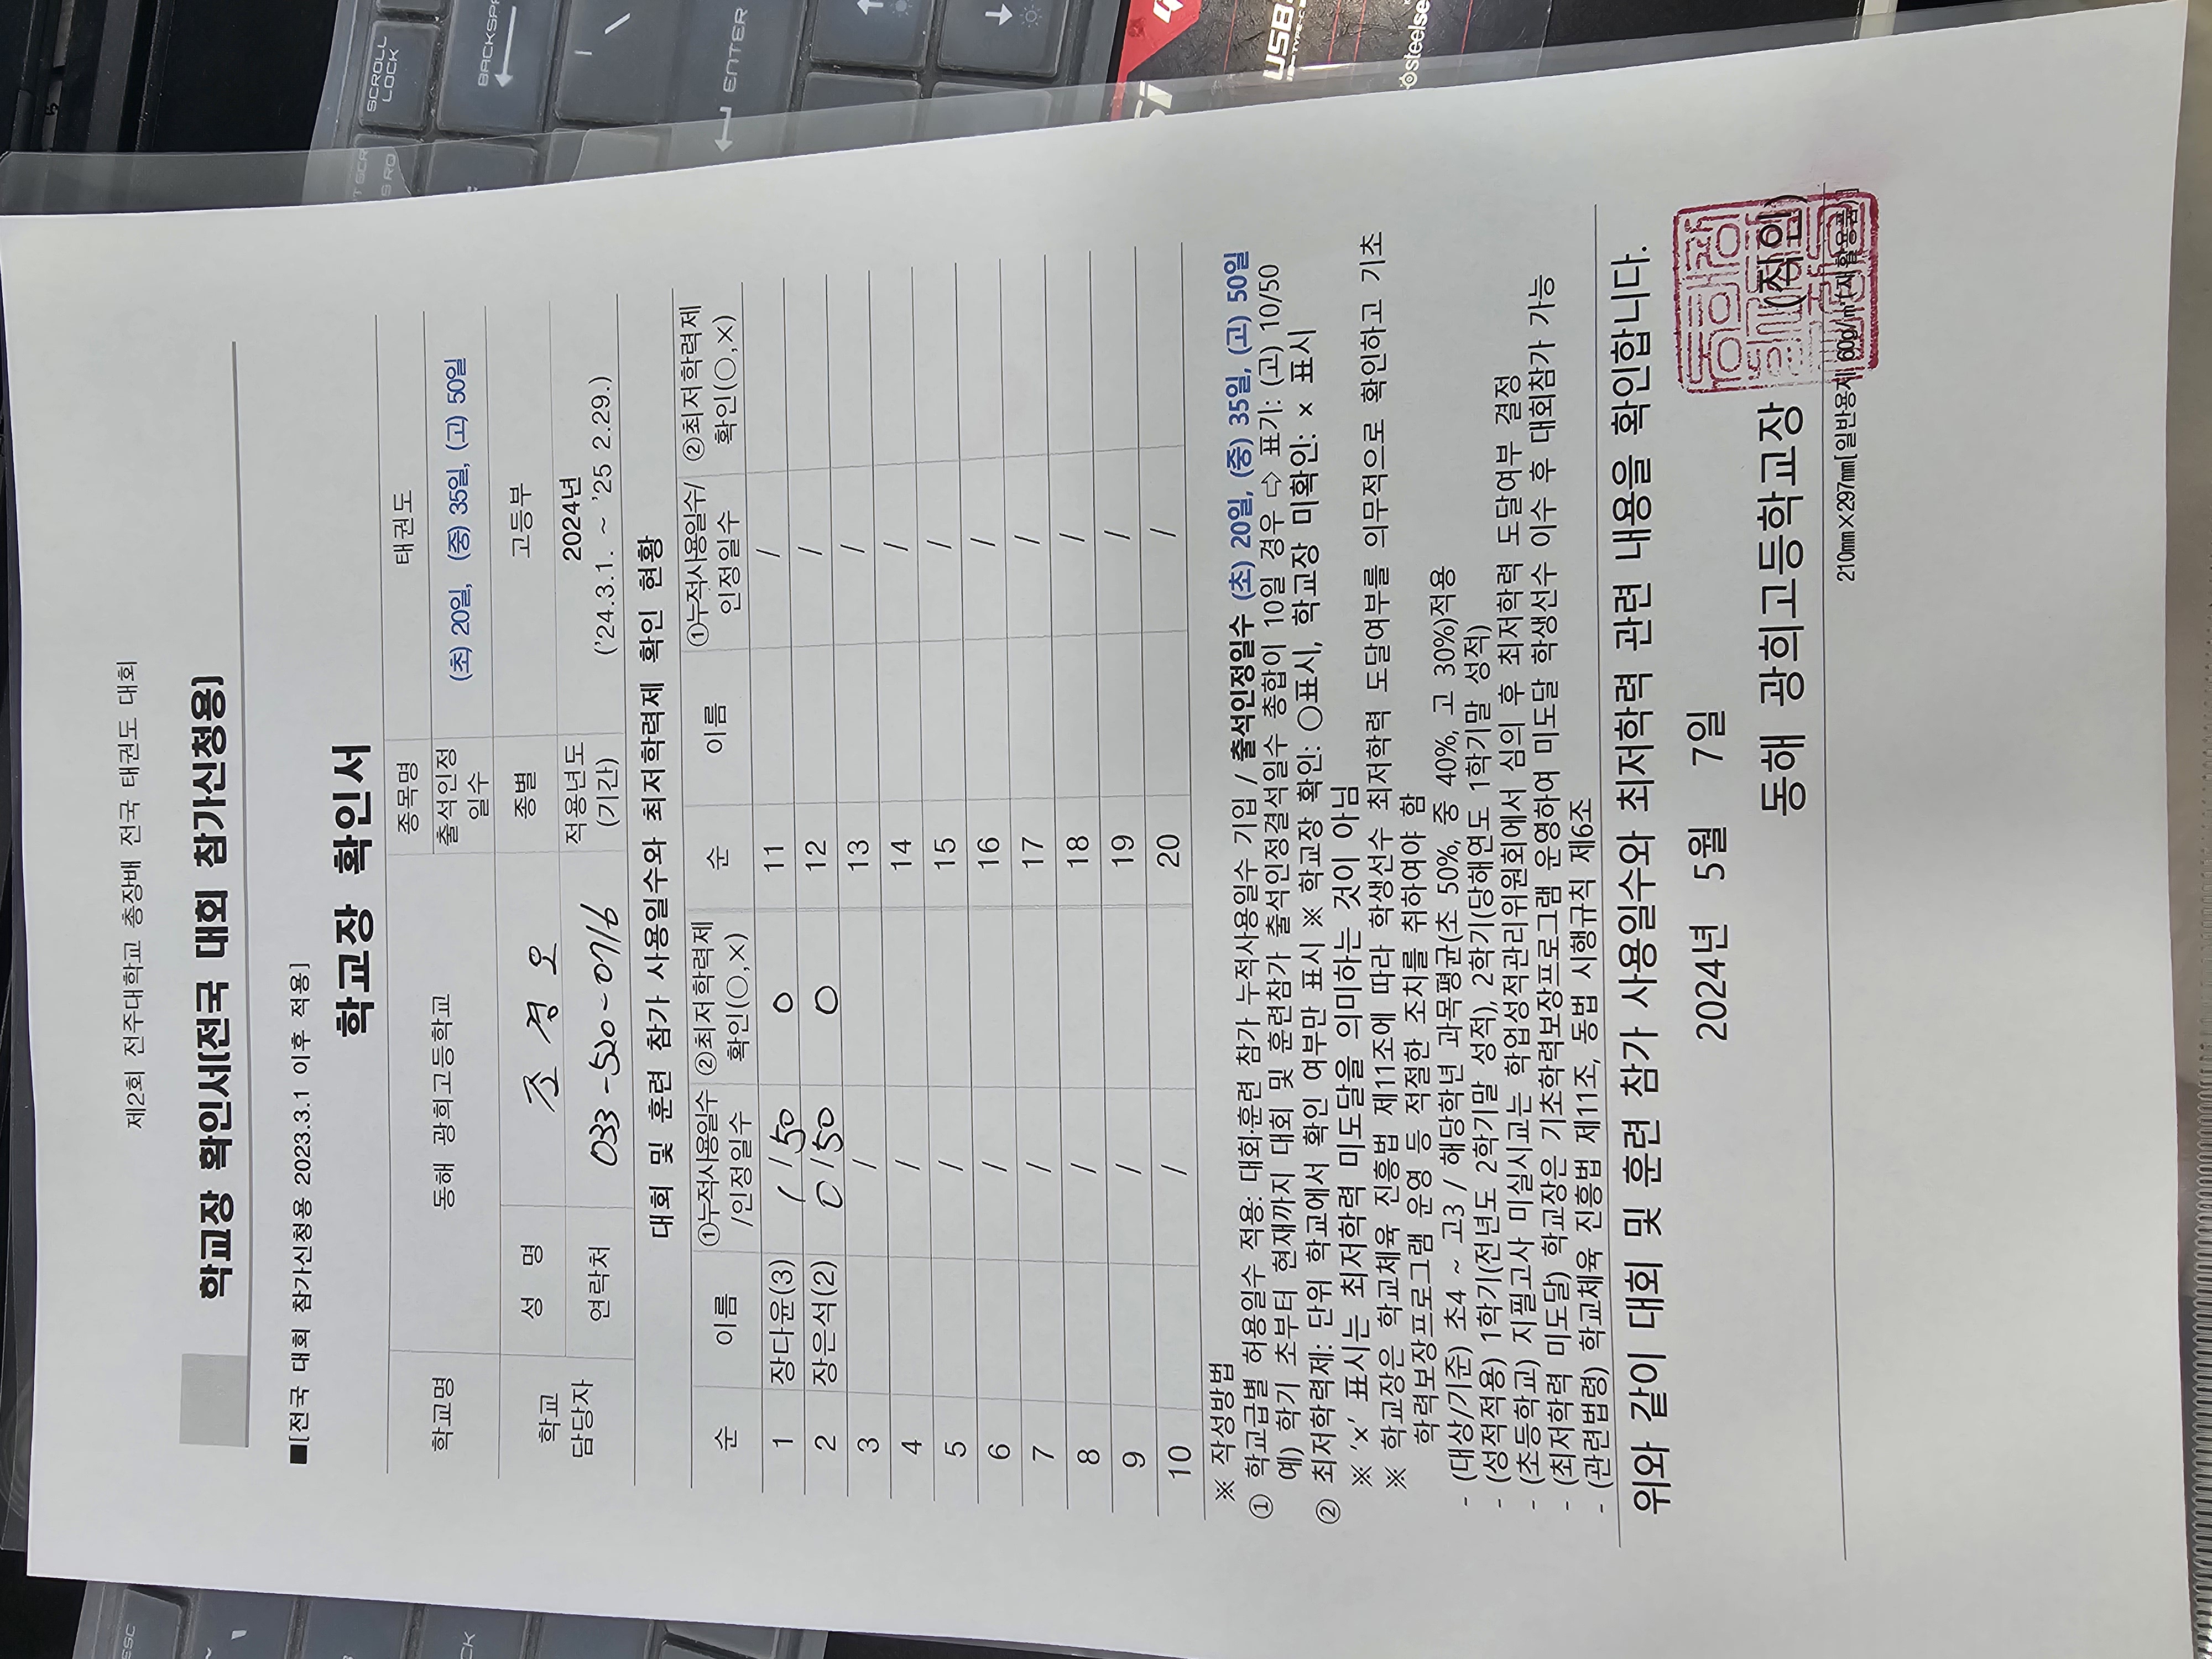 제2회 전주대학교 총장배 전국 태권도 대회
학교장 확인서[전국 대회 참가신청용]
■[전국 대회 참가신청용 2023.3.1 이후 적용]
학교장 확인서
학교명 동해 광희고등학교 종목명 태권도
출석인정일수 (초) 20일, (중) 35일, (고) 50일
학교 담당자 성 명 조경오 종별 고등부
연락처 033-520-0716 적용년도(기간) 2024년 ('24.3.1. ~ '25 2.29.)
대회 및 훈련 참가 사용일수와 최저학력제 확인 현황
순 이름 ①누적사용일수/인정일수 ②최저학력제 확인(○,×) 순 이름 ①누적사용일수/인정일수 ②최저학력제 확인(○,×)
1 장다윤(3) 1/50 ○ 11 /
2 장은석(2) 0/50 ○ 12 /
3 / 13 /
4 / 14 /
5 / 15 /
6 / 16 /
7 / 17 /
8 / 18 /
9 / 19 /
10 / 20 /
※ 작성방법
① 학교급별 허용일수 적용: 대회·훈련 참가 누적사용일수 기입 / 출석인정일수 (초) 20일, (중) 35일, (고) 50일
예) 학기 초부터 현재까지 대회 및 훈련참가 출석인정결석일수 총합이 10일 경우 ⇨ 표기: (고) 10/50
② 최저학력제: 단위 학교에서 확인 여부만 표시 ※ 학교장 확인: ○표시, 학교장 미확인: × 표시
※ 'x' 표시는 최저학력 미도달을 의미하는 것이 아님
※ 학교장은 학교체육 진흥법 제11조에 따라 학생선수 최저학력 도달여부를 의무적으로 확인하고 기초
학력보장프로그램 운영 등 적절한 조치를 취하여야 함
- (대상/기준) 초4 ~ 고3 / 해당학년 과목평균(초 50%, 중 40%, 고 30%)적용
- (성적적용) 1학기(전년도 2학기말 성적), 2학기(당해연도 1학기말 성적)
- (초등학교) 지필고사 미실시교는 학업성적관리위원회에서 심의 후 최저학력 도달여부 결정
- (최저학력 미도달) 학교장은 기초학력보장프로그램 운영하여 미도달 학생선수 이수 후 대회참가 가능
- (관련법령) 학교체육 진흥법 제11조, 동법 시행규칙 제6조
위와 같이 대회 및 훈련 참가 사용일수와 최저학력 관련 내용을 확인합니다.
2024년 5월 7일
동해 광희고등학교장 (직인)
210mm×297mm[일반용지 60g/㎡(재활용품)]
SCROLL LOCK
BACKSPA
ENTER
USB
steelse
ESC